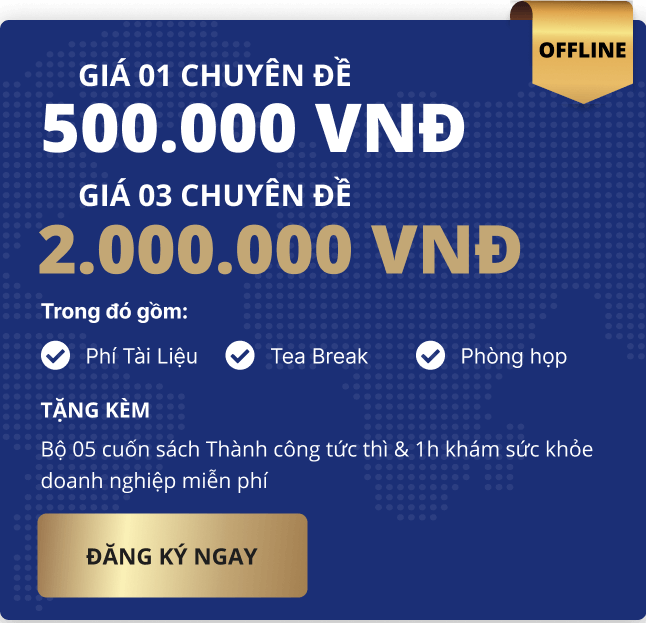 OFFLINE
GIÁ 01 CHUYÊN ĐỀ
500.000 VNĐ
GIÁ 03 CHUYÊN ĐỀ
2.000.000 VNĐ
Trong đó gồm:
Phí Tài Liệu Tea Break Phòng họp
TẶNG KÈM
Bộ 05 cuốn sách Thành công tức thì & 1h khám sức khỏe
doanh nghiệp miễn phí
ĐĂNG KÝ NGAY